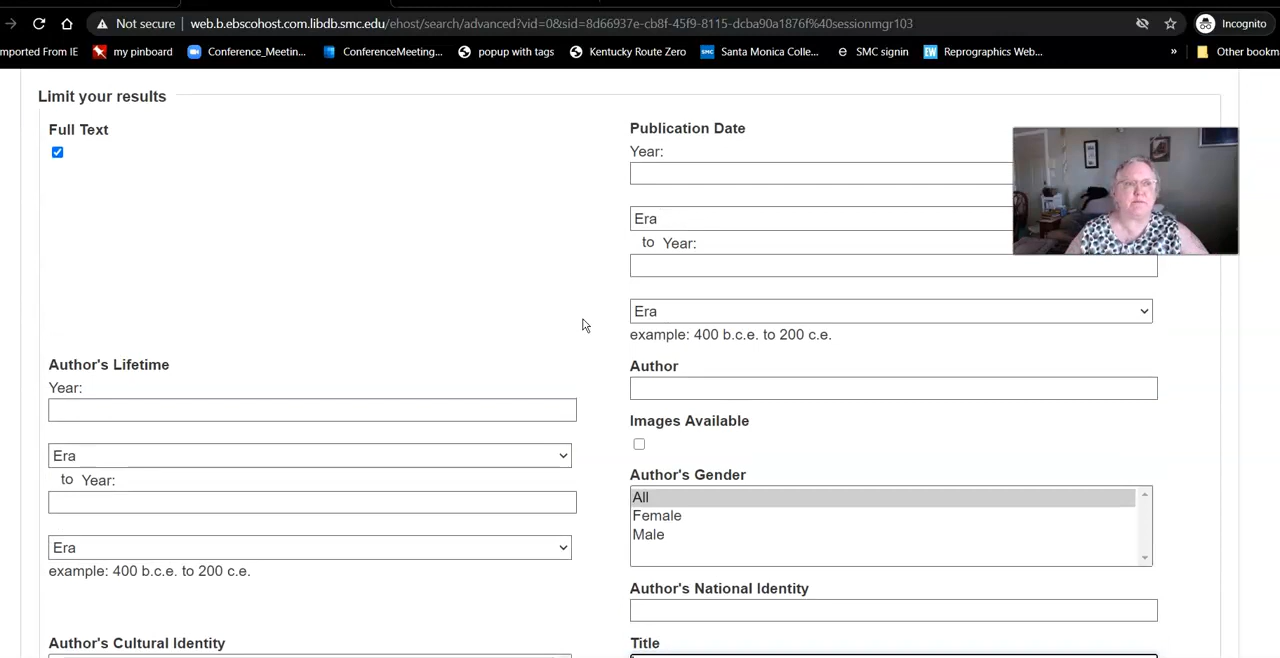 Not secure | web.b.ebscohost.com.libdb.smc.edu/ehost/search/advanced?vid=0&sid=8d66937e-cb8f-45f9-8115-dcba90a1876f%40sessionmgr103 Incognito
mported From IE my pinboard Conference_Meetin... ConferenceMeeting... popup with tags Kentucky Route Zero SMC Santa Monica Colle... e SMC signin EW Reprographics Web... » Other bookm
Limit your results
Full Text
Publication Date
Year:
Era
to Year:
Era
example: 400 b.c.e. to 200 c.e.
Author's Lifetime
Year:
Era
to Year:
Era
example: 400 b.c.e. to 200 c.e.
Author
Images Available
Author's Gender
All
Female
Male
Author's National Identity
Author's Cultural Identity
Title